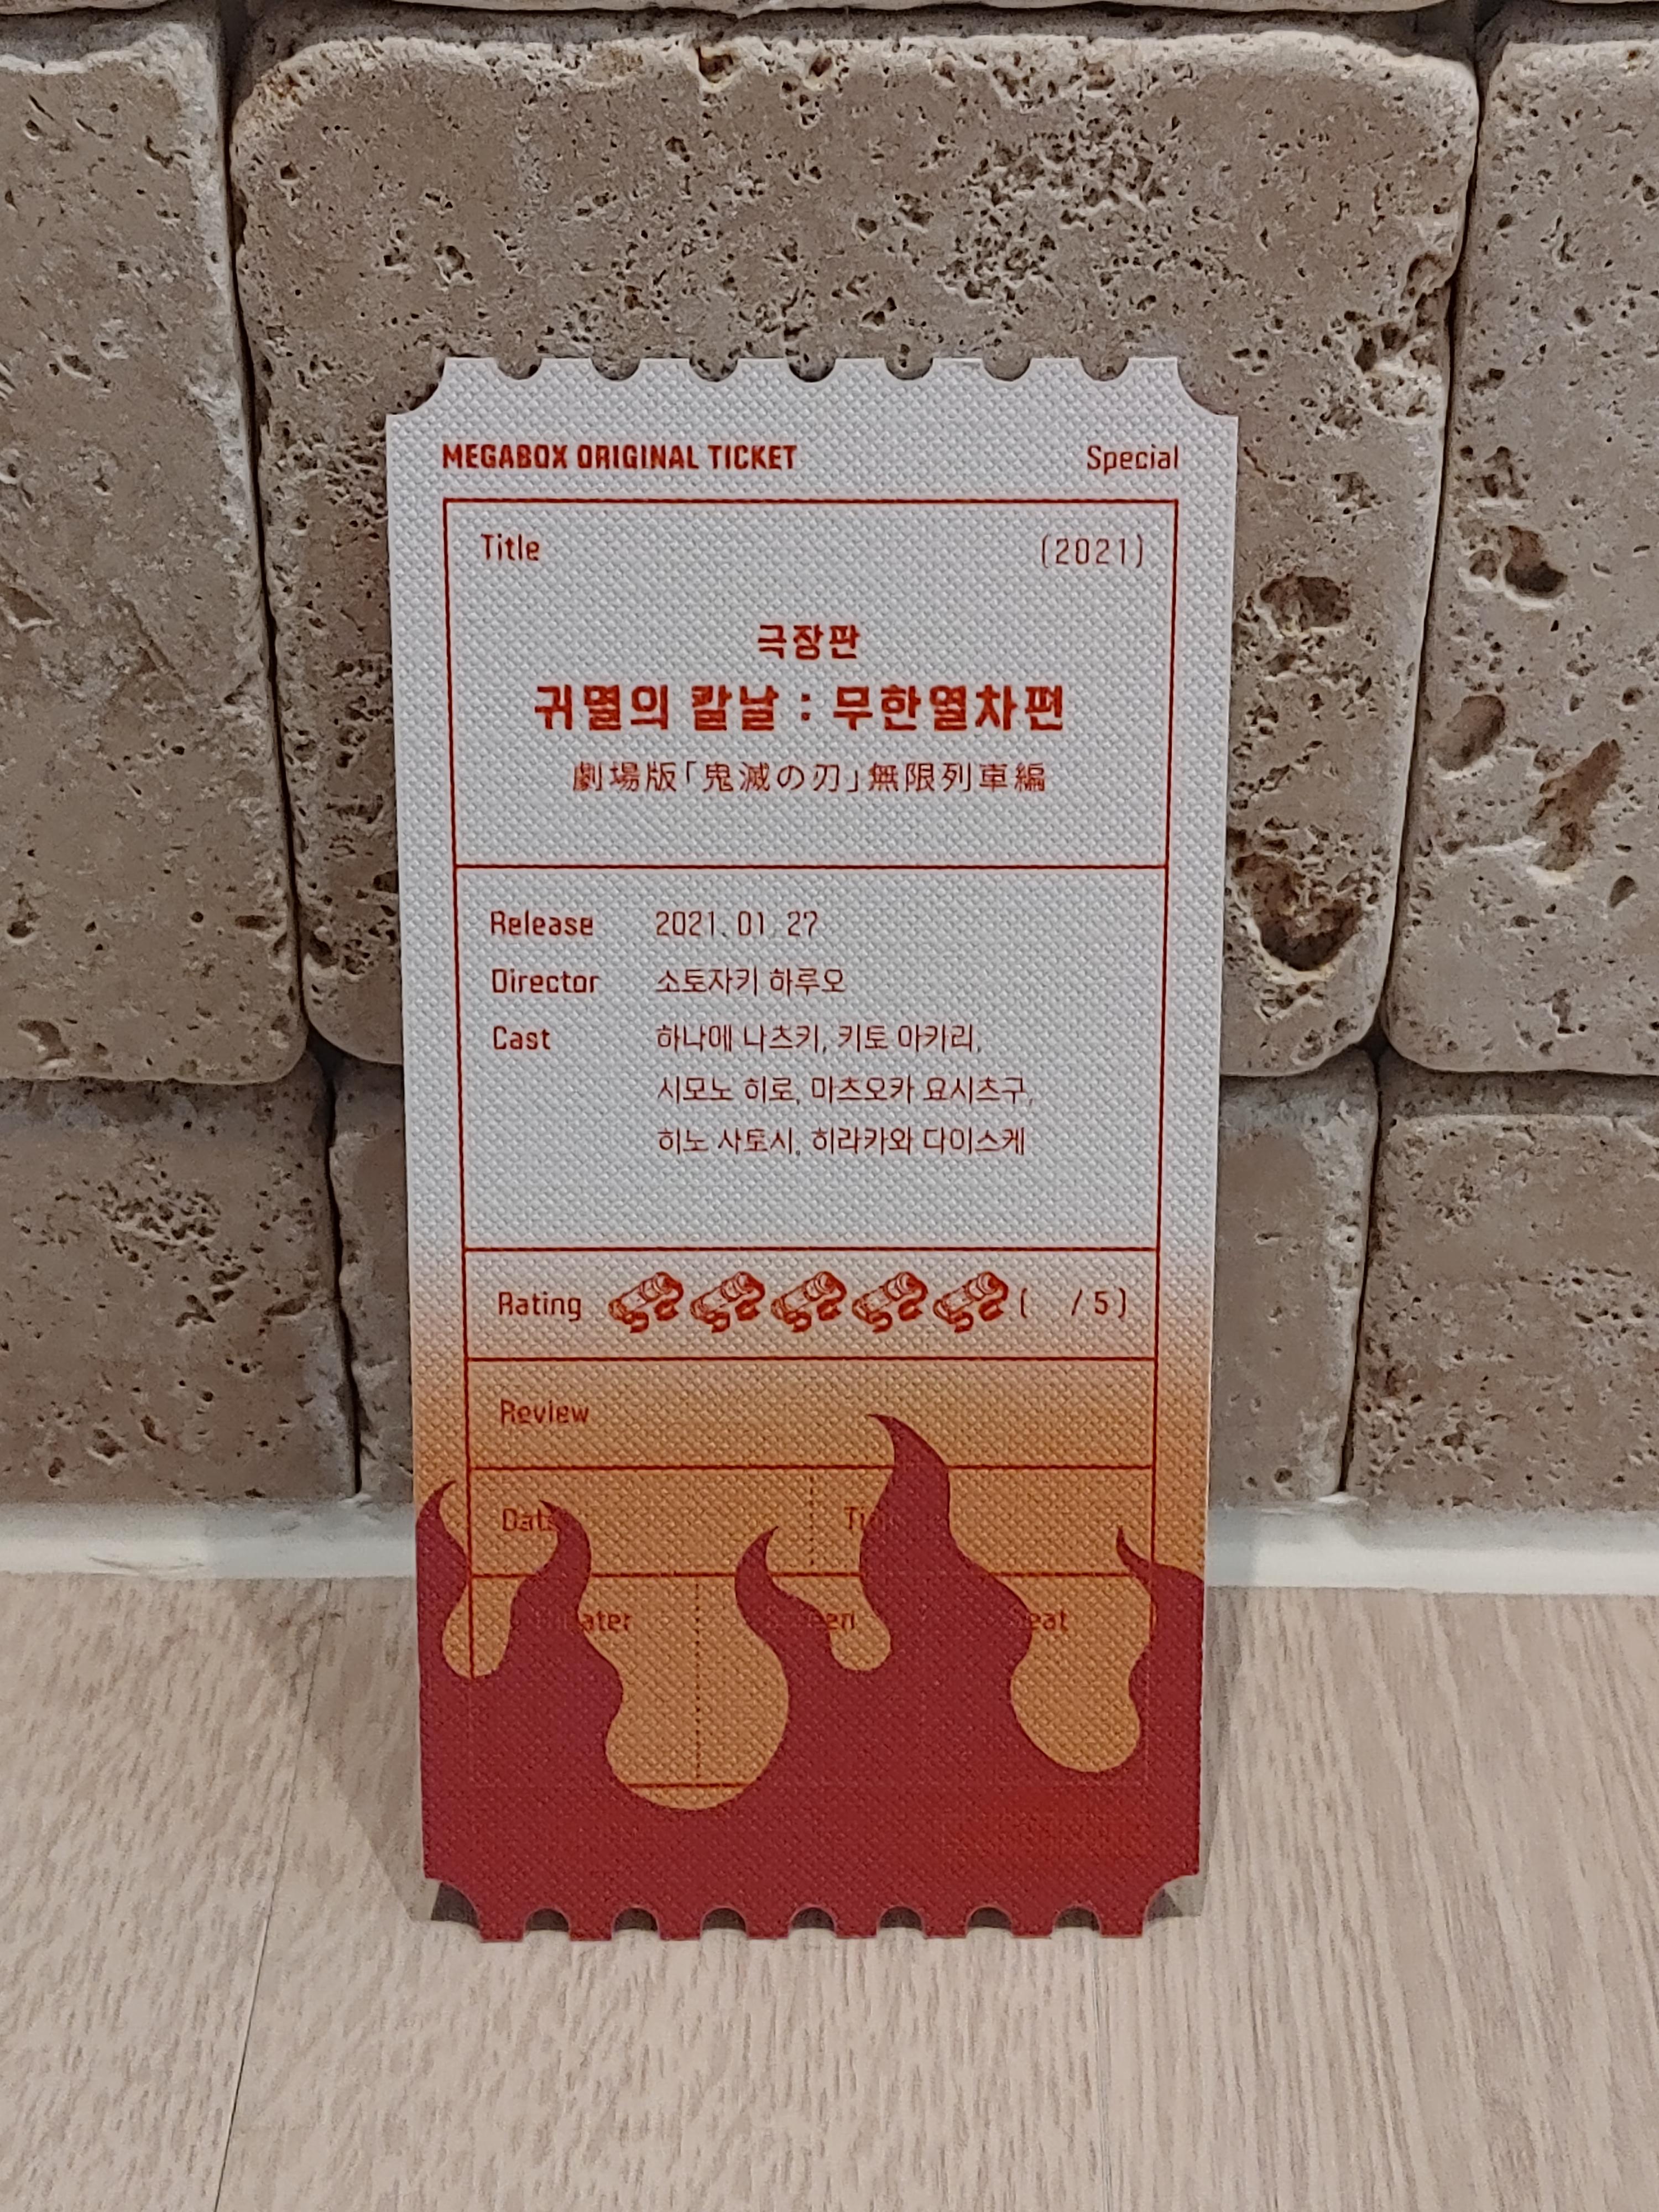 MEGABOX ORIGINAL TICKET Special
Title (2021)
극장판
귀멸의 칼날 : 무한열차편
劇場版「鬼滅の刃」無限列車編
Release 2021. 01. 27
Director 소토자키 하루오
Cast 하나에 나츠키, 키토 아카리,
시모노 히로, 마츠오카 요시츠구,
히노 사토시, 히라카와 다이스케
Rating ( / 5 )
Review
Date